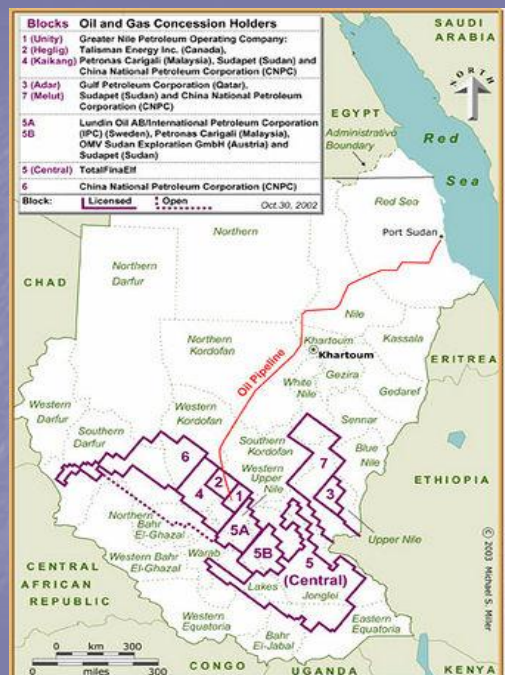 Blocks Oil and Gas Concession Holders
1 (Unity) Greater Nile Petroleum Operating Company:
2 (Heglig) Talisman Energy Inc. (Canada),
4 (Kaikang) Petronas Carigali (Malaysia), Sudapet (Sudan) and
China National Petroleum Corporation (CNPC)
3 (Adar) Gulf Petroleum Corporation (Qatar),
7 (Melut) Sudapet (Sudan) and China National Petroleum
Corporation (CNPC)
5A Lundin Oil AB/International Petroleum Corporation
5B (IPC) (Sweden), Petronas Carigali (Malaysia),
OMV Sudan Exploration GmbH (Austria) and
Sudapet (Sudan)
5 (Central) TotalFinaElf
6 China National Petroleum Corporation (CNPC)
Block: Licensed Open Oct.30, 2002
SAUDI
ARABIA
NORTH
EGYPT
Administrative
Boundary
Red
Sea
Red Sea
Port Sudan
Northern
Northern
Darfur
CHAD
Nile
Northern
Kordofan
Khartoum
Khartoum
Kassala
ERITREA
Oil Pipeline
White
Nile
Gezira
Gedaref
Western
Darfur
Western
Kordofan
Sennar
Southern
Darfur
Southern
Kordofan
Blue
Nile
6
2
1
4
Western
Upper
Nile
7
3
ETHIOPIA
Northern
Bahr
El-Ghazal
5A
5B
Upper Nile
Western Bahr
El-Ghazal
Warab
5
(Central)
Lakes
Jonglei
CENTRAL
AFRICAN
REPUBLIC
Western
Equatoria
Bahr
El-Jabal
Eastern
Equatoria
© 2003 Michael S. Miller
0 km 300
0 miles 300
CONGO
UGANDA
KENYA